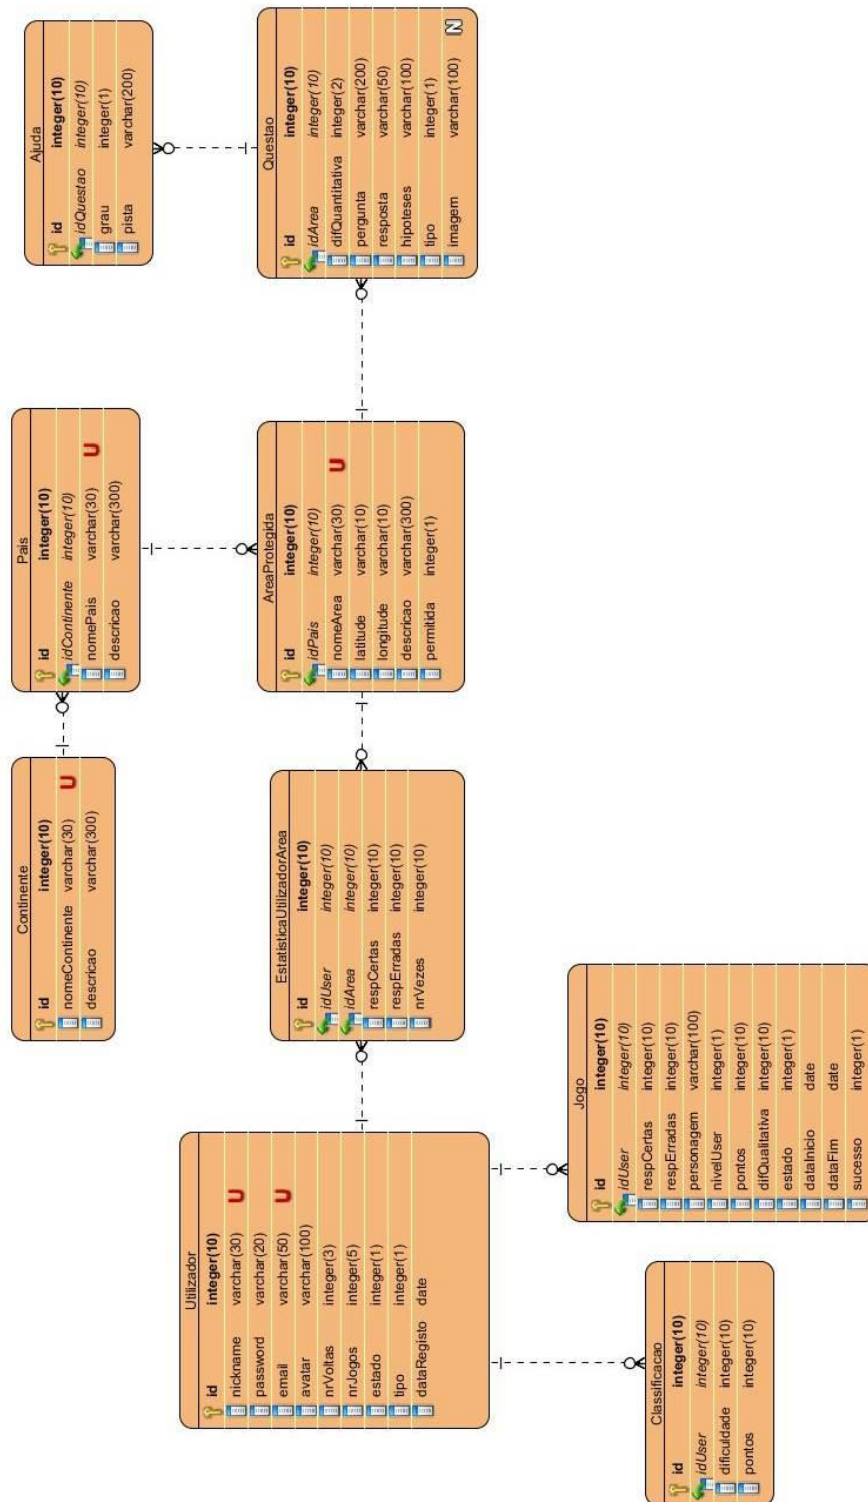 Ajuda
id integer(10)
idQuestao integer(10)
grau integer(1)
pista varchar(200)
Questao
id integer(10)
idArea integer(10)
difQuantitativa integer(2)
pergunta varchar(200)
resposta varchar(50)
hipoteses varchar(100)
tipo integer(1)
imagem varchar(100) N
Pais
id integer(10)
idContinente integer(10)
nomePais varchar(30) U
descricao varchar(300)
AreaProtegida
id integer(10)
idPais integer(10)
nomeArea varchar(30) U
latitude varchar(10)
longitude varchar(10)
descricao varchar(300)
permitida integer(1)
Continente
id integer(10)
nomeContinente varchar(30) U
descricao varchar(300)
EstatisticaUtilizadorArea
id integer(10)
idUser integer(10)
idArea integer(10)
respCertas integer(10)
respErradas integer(10)
nrVezes integer(10)
Utilizador
id integer(10)
nickname varchar(30) U
password varchar(20)
email varchar(50) U
avatar varchar(100)
nrVoltas integer(3)
nrJogos integer(5)
estado integer(1)
tipo integer(1)
dataRegisto date
Jogo
id integer(10)
idUser integer(10)
respCertas integer(10)
respErradas integer(10)
personagem varchar(100)
nivelUser integer(1)
pontos integer(10)
difQualitativa integer(10)
estado integer(1)
dataInicio date
dataFim date
sucesso integer(1)
Classificacao
id integer(10)
idUser integer(10)
dificuldade integer(10)
pontos integer(10)